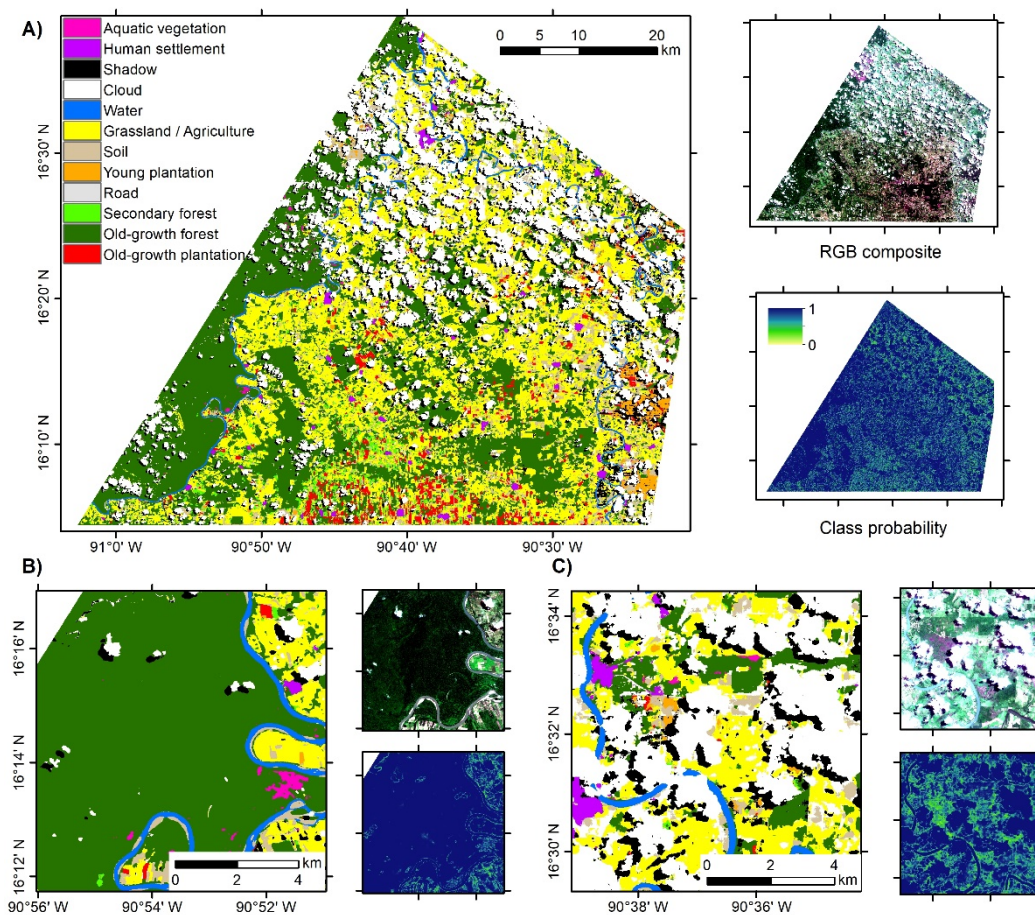 A)
Aquatic vegetation
Human settlement
Shadow
Cloud
Water
Grassland / Agriculture
Soil
Young plantation
Road
Secondary forest
Old-growth forest
Old-growth plantation
0 5 10 20
km
16°30' N
16°20' N
16°10' N
91°0' W 90°50' W 90°40' W 90°30' W
RGB composite
1
0
Class probability
B)
16°16' N
16°14' N
16°12' N
0 2 4
km
90°56' W 90°54' W 90°52' W
C)
16°34' N
16°32' N
16°30' N
0 2 4
km
90°38' W 90°36' W